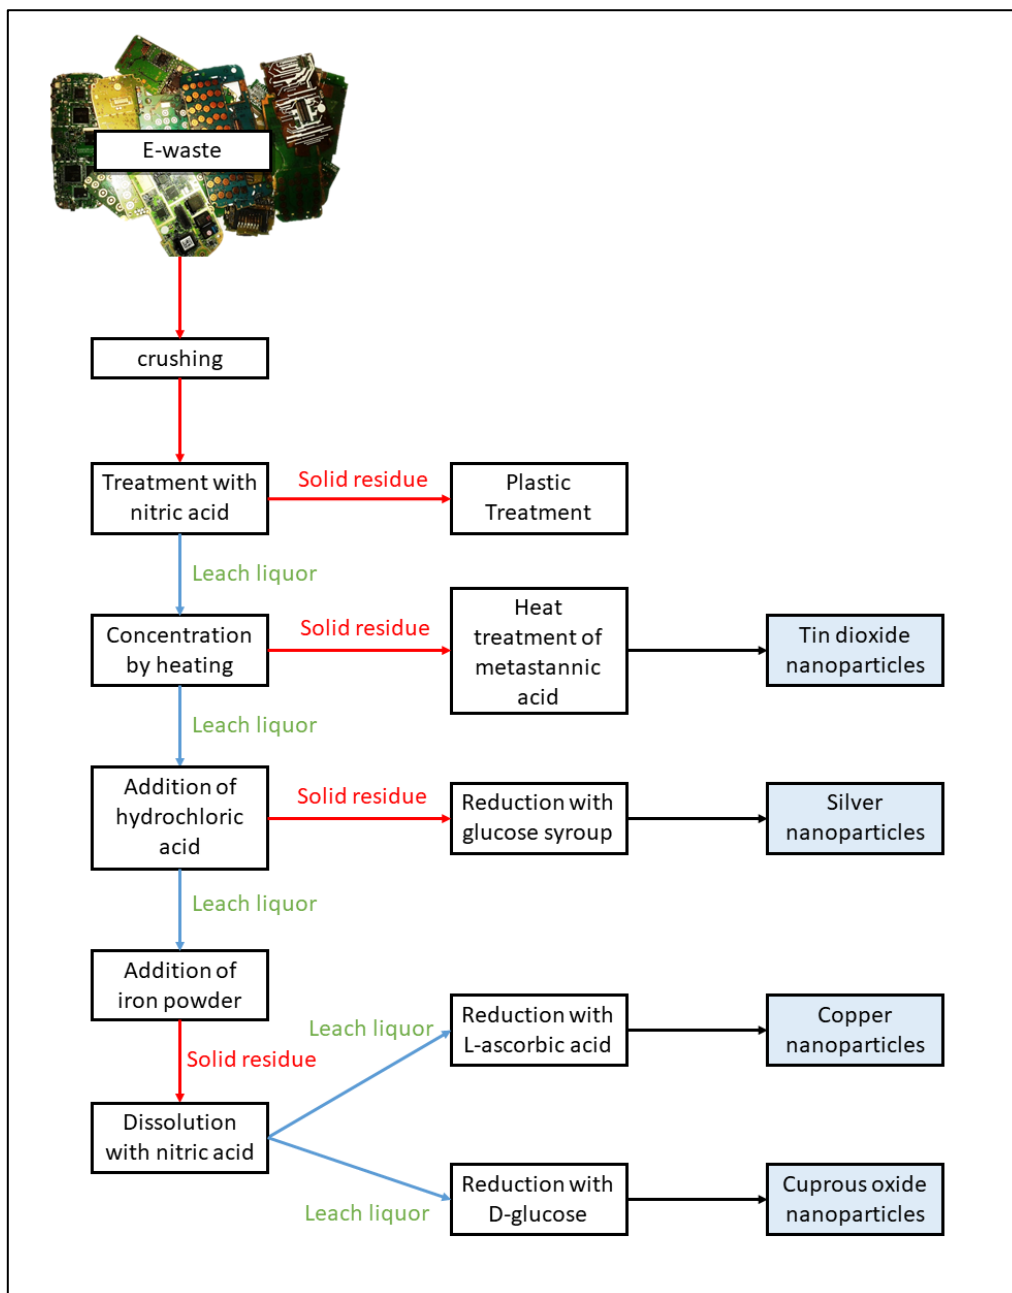 E-waste
crushing
Treatment with
nitric acid
Solid residue
Plastic
Treatment
Leach liquor
Concentration
by heating
Solid residue
Heat
treatment of
metastannic
acid
Tin dioxide
nanoparticles
Leach liquor
Addition of
hydrochloric
acid
Solid residue
Reduction with
glucose syroup
Silver
nanoparticles
Leach liquor
Addition of
iron powder
Solid residue
Leach liquor
Reduction with
L-ascorbic acid
Copper
nanoparticles
Dissolution
with nitric acid
Leach liquor
Reduction with
D-glucose
Cuprous oxide
nanoparticles